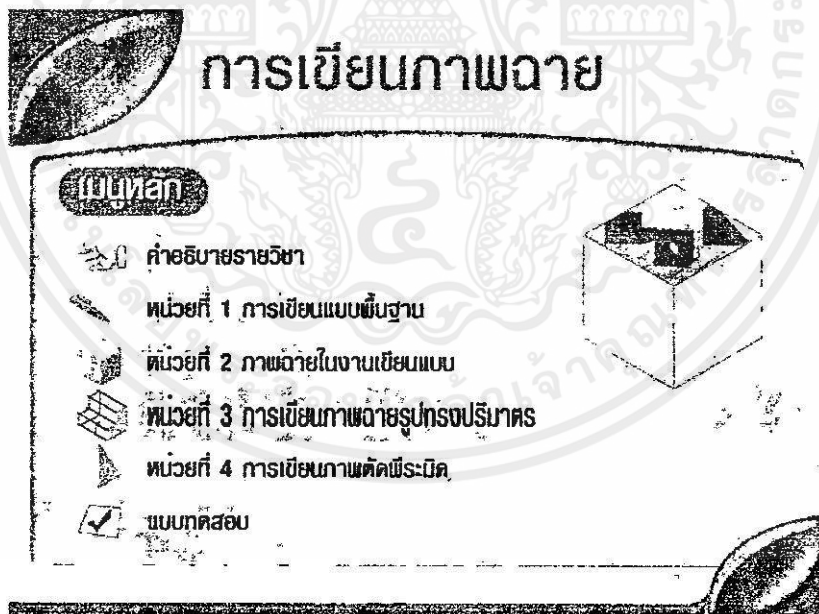 การเขียนภาพฉาย
เมนูหลัก
คำอธิบายรายวิชา
หน่วยที่ 1 การเขียนแบบพื้นฐาน
หน่วยที่ 2 ภาพฉายในงานเขียนแบบ
หน่วยที่ 3 การเขียนภาพฉายรูปทรงปริมาตร
หน่วยที่ 4 การเขียนภาพตัดพีระมิด
แบบทดสอบ